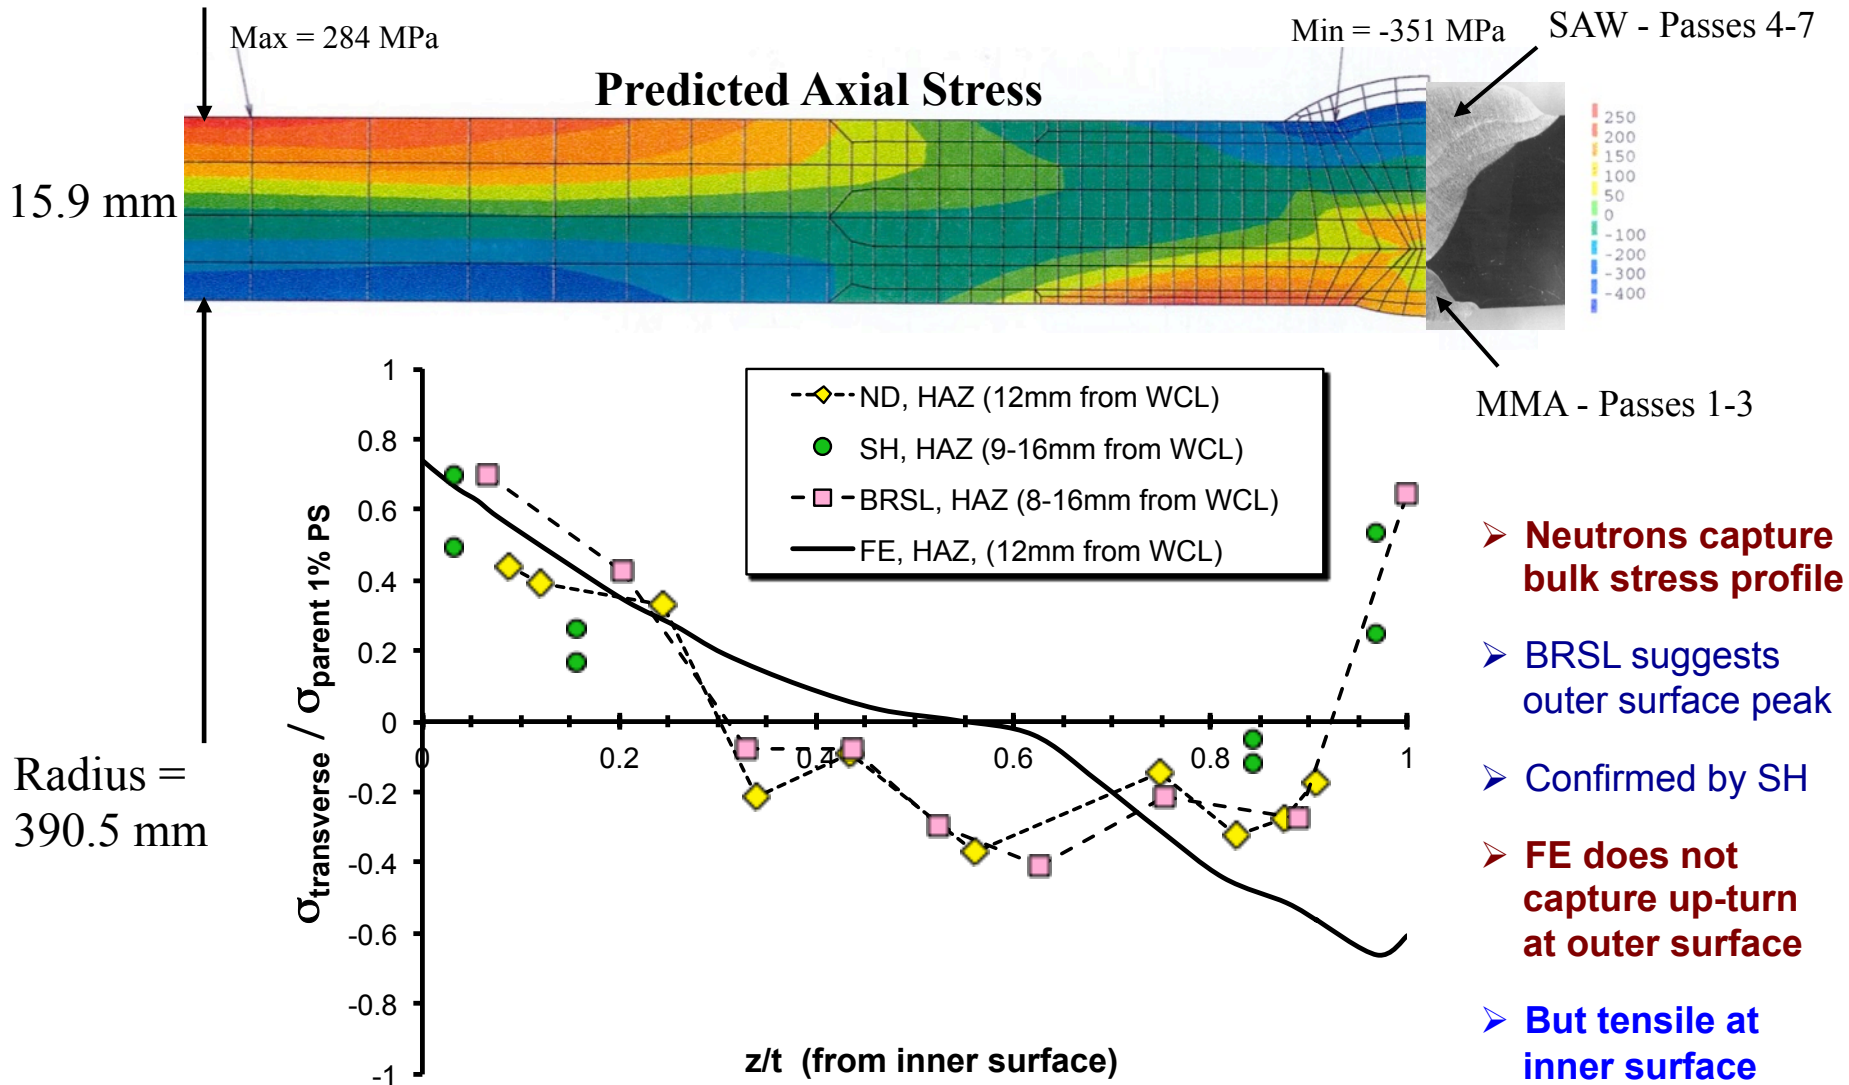 Max = 284 MPa
Min = -351 MPa
SAW - Passes 4-7
Predicted Axial Stress
15.9 mm
250
200
150
100
50
0
-100
-200
-300
-400
MMA - Passes 1-3
Radius =
390.5 mm
σtransverse / σparent 1% PS
1
0.8
0.6
0.4
0.2
0
-0.2
-0.4
-0.6
-0.8
-1
ND, HAZ (12mm from WCL)
SH, HAZ (9-16mm from WCL)
BRSL, HAZ (8-16mm from WCL)
FE, HAZ, (12mm from WCL)
0 0.2 0.4 0.6 0.8 1
z/t (from inner surface)
➢ Neutrons capture
bulk stress profile
➢ BRSL suggests
outer surface peak
➢ Confirmed by SH
➢ FE does not
capture up-turn
at outer surface
➢ But tensile at
inner surface